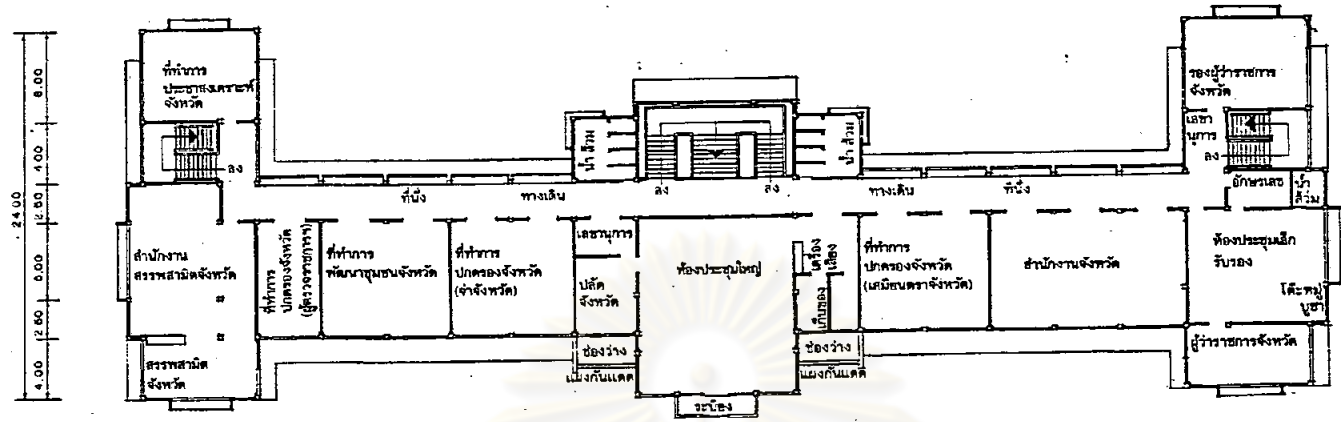 ที่ทำการ
ประชาสงเคราะห์
จังหวัด
ลง
สำนักงาน
สรรพสามิตจังหวัด
สรรพสามิต
จังหวัด
ที่ทำการ
ปกครองจังหวัด
(ผู้ตรวจราชการฯ)
ที่ทำการ
พัฒนาชุมชนจังหวัด
ที่ทำการ
ปกครองจังหวัด
(จ่าจังหวัด)
ที่นั่ง
ทางเดิน
น้ำ ส้วม
ลง
ลง
น้ำ ส้วม
ทางเดิน
ที่นั่ง
เลขานุการ
ปลัด
จังหวัด
ช่องว่าง
แผงกันแดด
ห้องประชุมใหญ่
ระเบียง
เครื่อง
เสียง
เก็บของ
ช่องว่าง
แผงกันแดด
ที่ทำการ
ปกครองจังหวัด
(เสมียนตราจังหวัด)
สำนักงานจังหวัด
รองผู้ว่าราชการ
จังหวัด
เลขา
นุการ
ลง
อักษรเลข
น้ำ
ส้วม
ห้องประชุมเล็ก
รับรอง
โต๊ะหมู่
บูชา
ผู้ว่าราชการจังหวัด
24.00
8.00
4.00
2.50
6.00
2.50
4.00